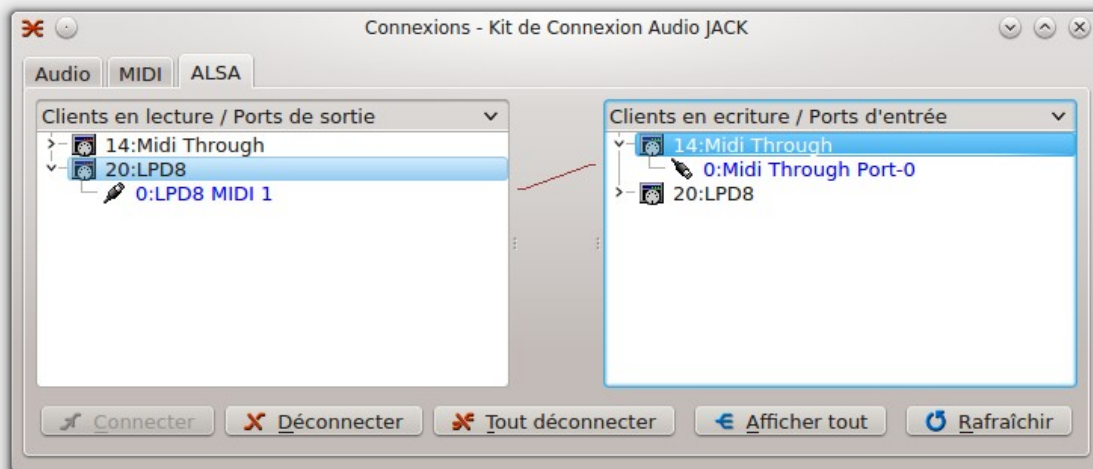 Connexions - Kit de Connexion Audio JACK
Audio MIDI ALSA
Clients en lecture / Ports de sortie
14:Midi Through
20:LPD8
0:LPD8 MIDI 1
Clients en ecriture / Ports d'entrée
14:Midi Through
0:Midi Through Port-0
20:LPD8
Connecter Déconnecter Tout déconnecter Afficher tout Rafraîchir